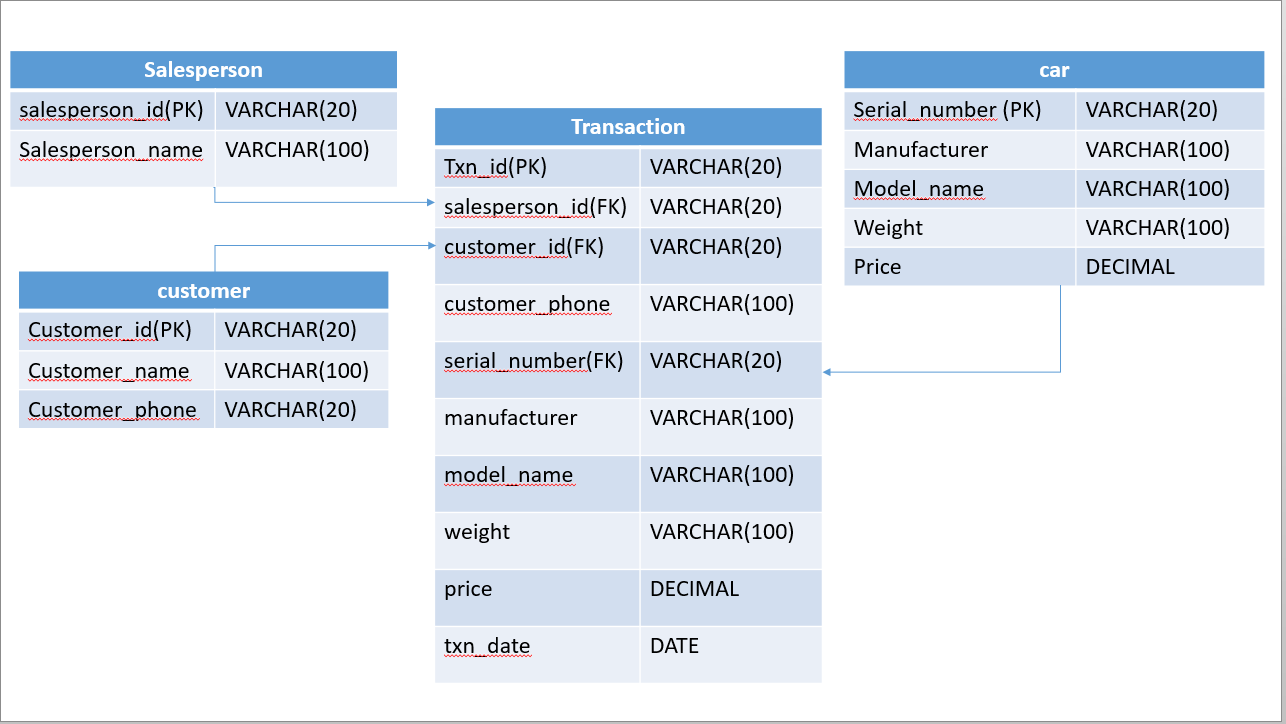 Salesperson
salesperson_id(PK) VARCHAR(20)
Salesperson_name VARCHAR(100)
customer
Customer_id(PK) VARCHAR(20)
Customer_name VARCHAR(100)
Customer_phone VARCHAR(20)
Transaction
Txn_id(PK) VARCHAR(20)
salesperson_id(FK) VARCHAR(20)
customer_id(FK) VARCHAR(20)
customer_phone VARCHAR(100)
serial_number(FK) VARCHAR(20)
manufacturer VARCHAR(100)
model_name VARCHAR(100)
weight VARCHAR(100)
price DECIMAL
txn_date DATE
car
Serial_number (PK) VARCHAR(20)
Manufacturer VARCHAR(100)
Model_name VARCHAR(100)
Weight VARCHAR(100)
Price DECIMAL